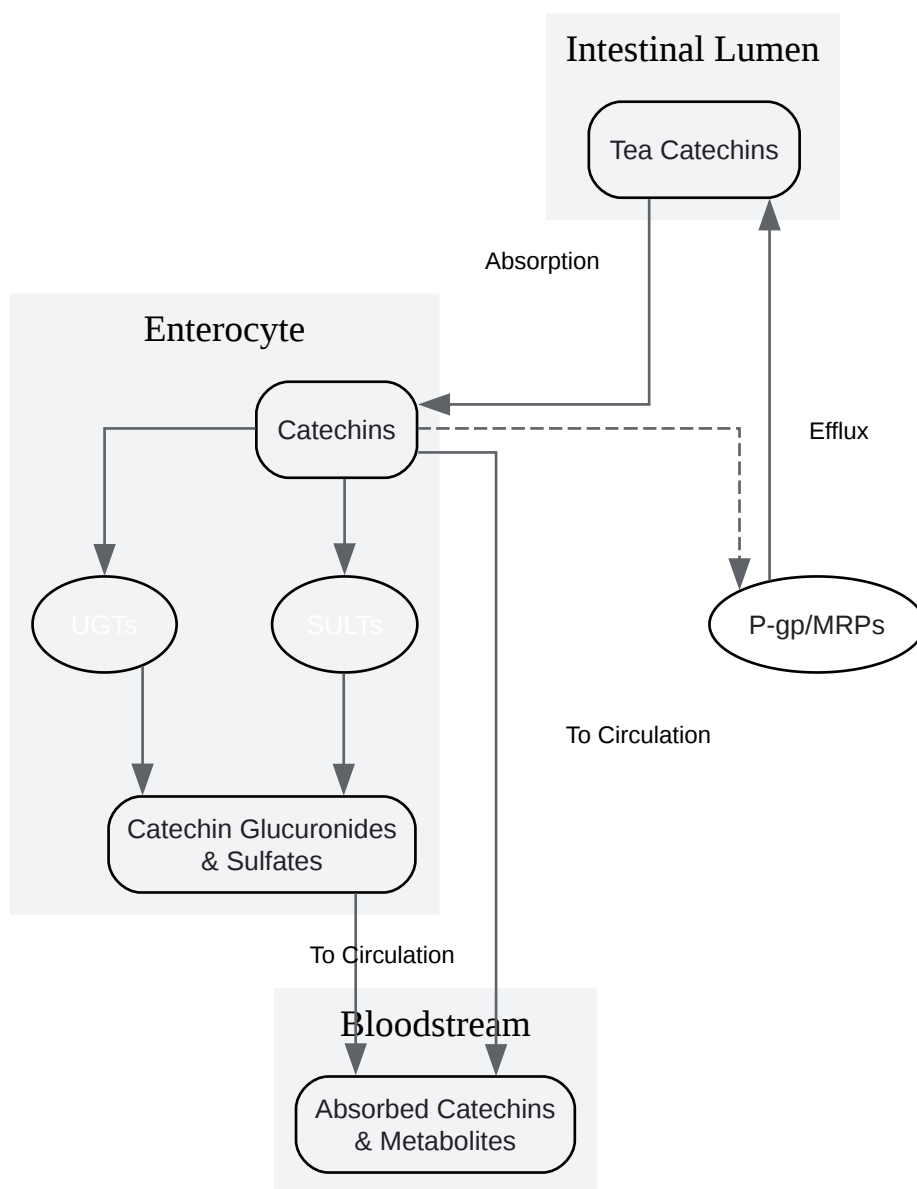 Intestinal Lumen
Tea Catechins
Absorption
Enterocyte
Catechins
Efflux
UGTs
SULTs
P-gp/MRPs
To Circulation
Catechin Glucuronides
& Sulfates
To Circulation
Bloodstream
Absorbed Catechins
& Metabolites